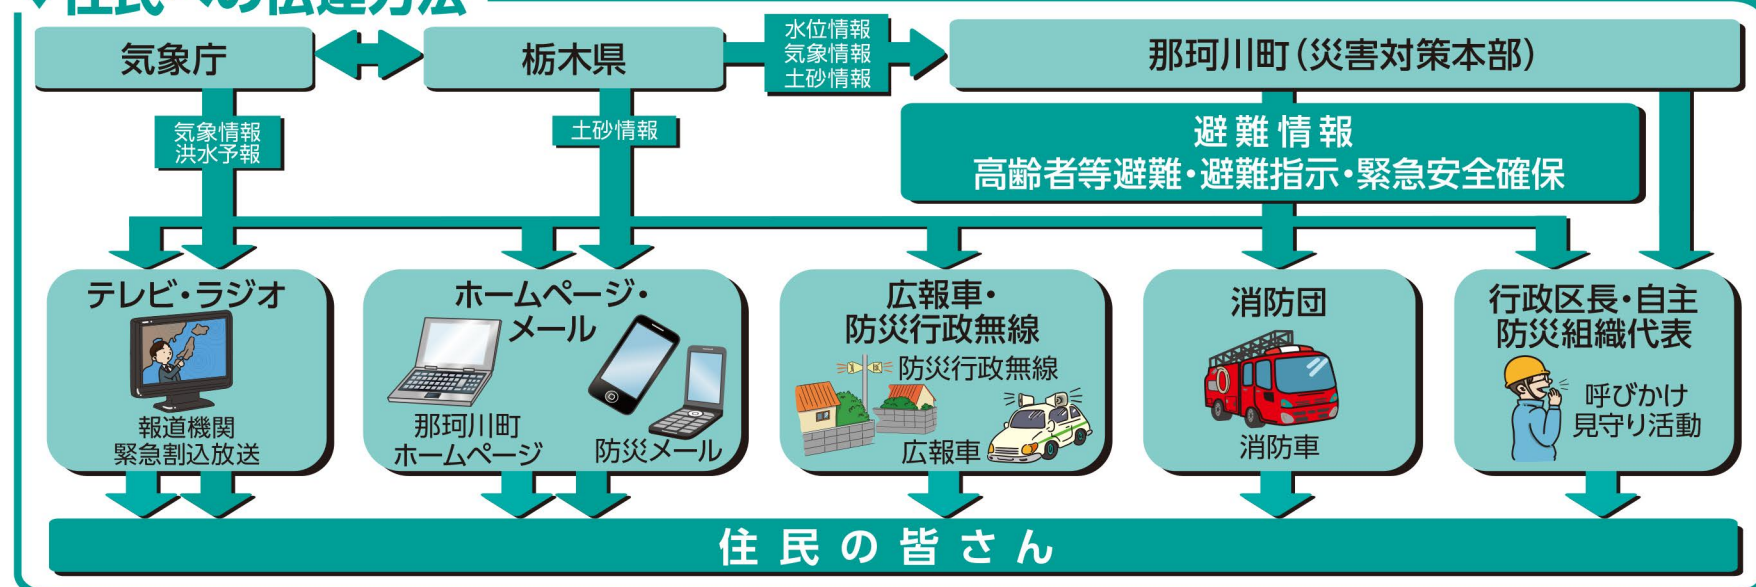 住民への伝達方法
気象庁
栃木県
水位情報
気象情報
土砂情報
那珂川町(災害対策本部)
気象情報
洪水予報
土砂情報
避難情報
高齢者等避難・避難指示・緊急安全確保
テレビ・ラジオ
報道機関
緊急割込放送
ホームページ・
メール
那珂川町
ホームページ
防災メール
広報車・
防災行政無線
防災行政無線
広報車
消防団
消防車
行政区長・自主
防災組織代表
呼びかけ
見守り活動
住民の皆さん